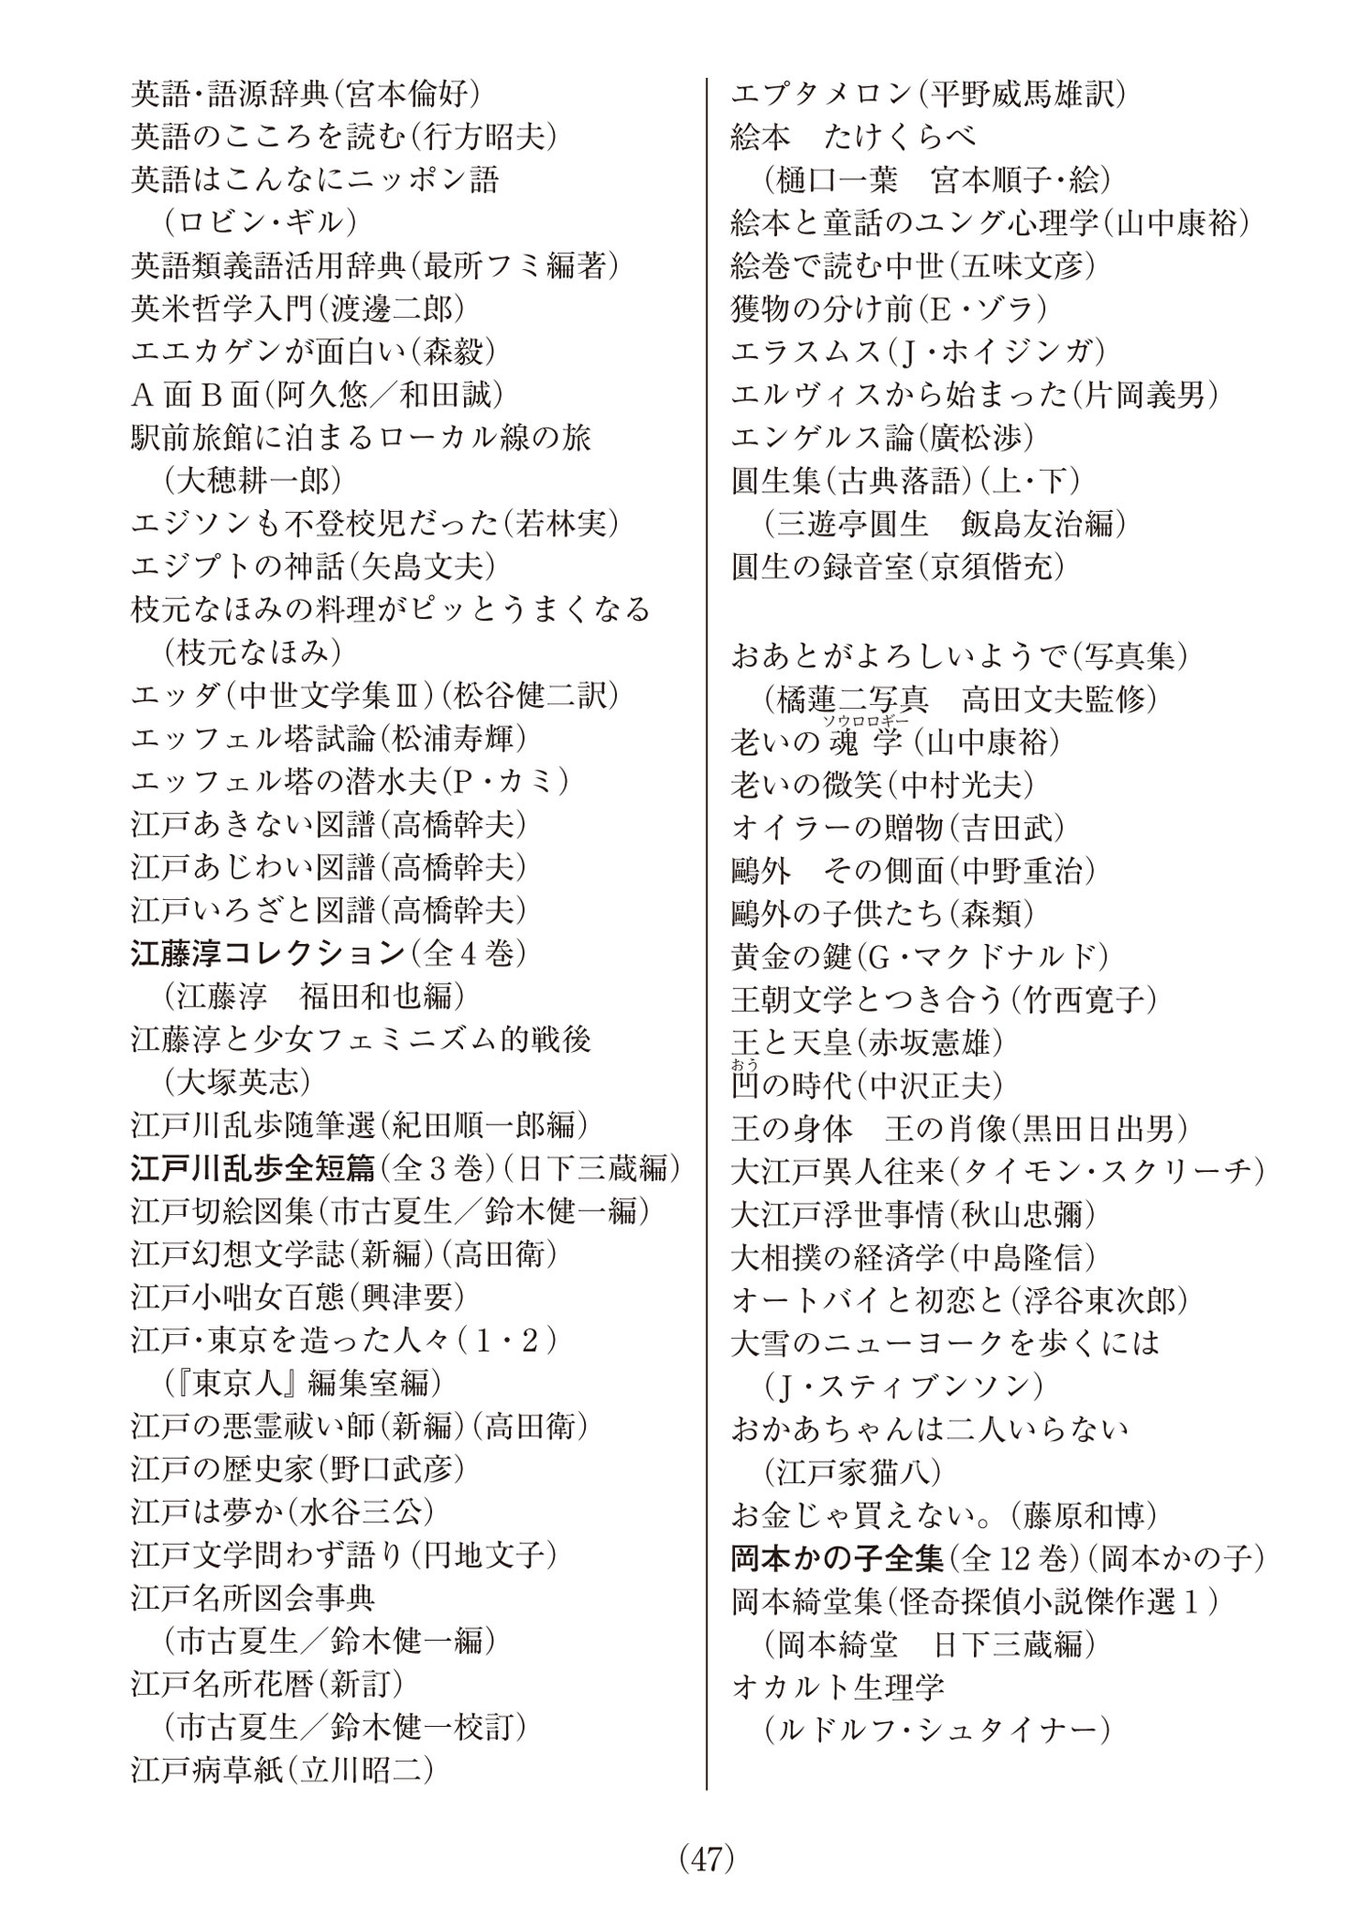 英語・語源辞典(宮本倫好)
英語のこころを読む(行方昭夫)
英語はこんなにニッポン語
(ロビン・ギル)
英語類義語活用辞典(最所フミ編著)
英米哲学入門(渡邊二郎)
エエカゲンが面白い(森毅)
A面B面(阿久悠／和田誠)
駅前旅館に泊まるローカル線の旅
(大穂耕一郎)
エジソンも不登校児だった(若林実)
エジプトの神話(矢島文夫)
枝元なほみの料理がピッとうまくなる
(枝元なほみ)
エッダ(中世文学集Ⅲ)(松谷健二訳)
エッフェル塔試論(松浦寿輝)
エッフェル塔の潜水夫(P・カミ)
江戸あきない図譜(高橋幹夫)
江戸あじわい図譜(高橋幹夫)
江戸いろざと図譜(高橋幹夫)
江藤淳コレクション(全4巻)
(江藤淳　福田和也編)
江藤淳と少女フェミニズム的戦後
(大塚英志)
江戸川乱歩随筆選(紀田順一郎編)
江戸川乱歩全短篇(全3巻)(日下三蔵編)
江戸切絵図集(市古夏生／鈴木健一編)
江戸幻想文学誌(新編)(高田衛)
江戸小咄女百態(興津要)
江戸・東京を造った人々(1・2)
(『東京人』編集室編)
江戸の悪霊祓い師(新編)(高田衛)
江戸の歴史家(野口武彦)
江戸は夢か(水谷三公)
江戸文学問わず語り(円地文子)
江戸名所図会事典
(市古夏生／鈴木健一編)
江戸名所花暦(新訂)
(市古夏生／鈴木健一校訂)
江戸病草紙(立川昭二)
エプタメロン(平野威馬雄訳)
絵本　たけくらべ
(樋口一葉　宮本順子・絵)
絵本と童話のユング心理学(山中康裕)
絵巻で読む中世(五味文彦)
獲物の分け前(E・ゾラ)
エラスムス(J・ホイジンガ)
エルヴィスから始まった(片岡義男)
エンゲルス論(廣松渉)
圓生集(古典落語)(上・下)
(三遊亭圓生　飯島友治編)
圓生の録音室(京須偕充)
おあとがよろしいようで(写真集)
(橘蓮二写真　高田文夫監修)
ソウロロギー
老いの魂学(山中康裕)
老いの微笑(中村光夫)
オイラーの贈物(吉田武)
鷗外　その側面(中野重治)
鷗外の子供たち(森類)
黄金の鍵(G・マクドナルド)
王朝文学とつき合う(竹西寛子)
王と天皇(赤坂憲雄)
おう
凹の時代(中沢正夫)
王の身体　王の肖像(黒田日出男)
大江戸異人往来(タイモン・スクリーチ)
大江戸浮世事情(秋山忠彌)
大相撲の経済学(中島隆信)
オートバイと初恋と(浮谷東次郎)
大雪のニューヨークを歩くには
(J・スティブンソン)
おかあちゃんは二人いらない
(江戸家猫八)
お金じゃ買えない。(藤原和博)
岡本かの子全集(全12巻)(岡本かの子)
岡本綺堂集(怪奇探偵小説傑作選1)
(岡本綺堂　日下三蔵編)
オカルト生理学
(ルドルフ・シュタイナー)
(47)